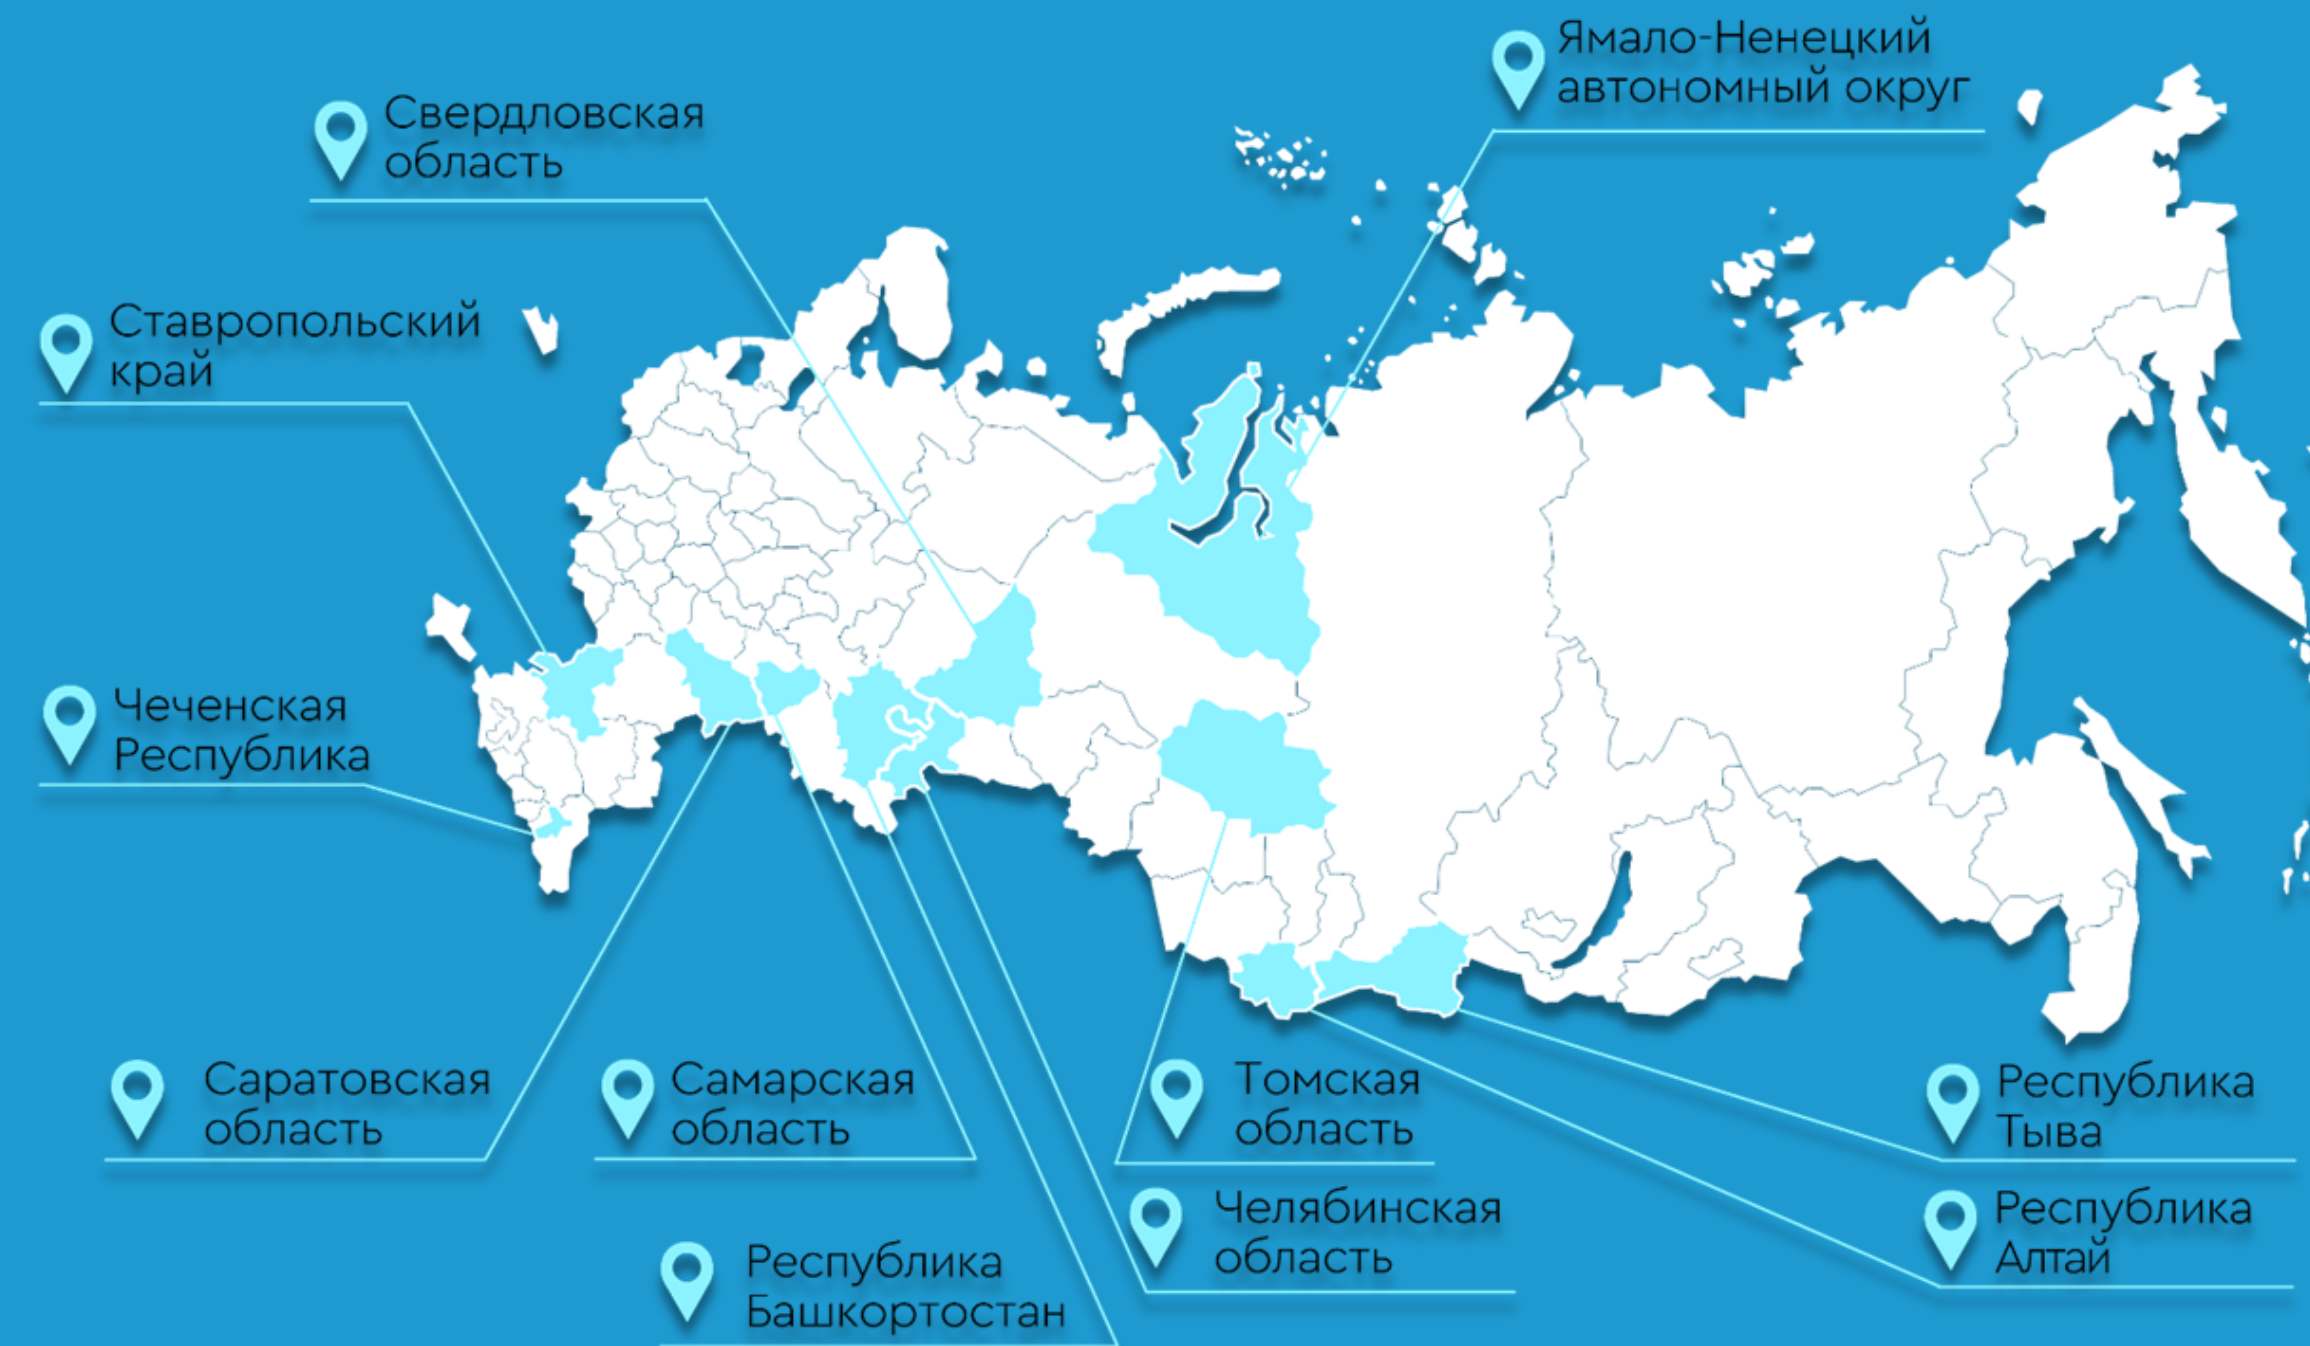 Ямало-Ненецкий
автономный округ
Свердловская
область
Ставропольский
край
Чеченская
Республика
Саратовская
область
Самарская
область
Томская
область
Республика
Тыва
Челябинская
область
Республика
Алтай
Республика
Башкортостан